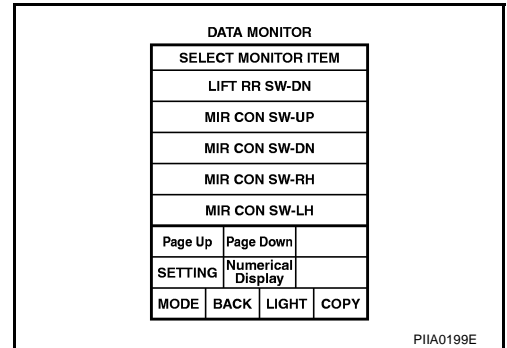 DATA MONITOR
SELECT MONITOR ITEM
LIFT RR SW-DN
MIR CON SW-UP
MIR CON SW-DN
MIR CON SW-RH
MIR CON SW-LH
Page Up Page Down
SETTING Numerical Display
MODE BACK LIGHT COPY
PIIA0199E